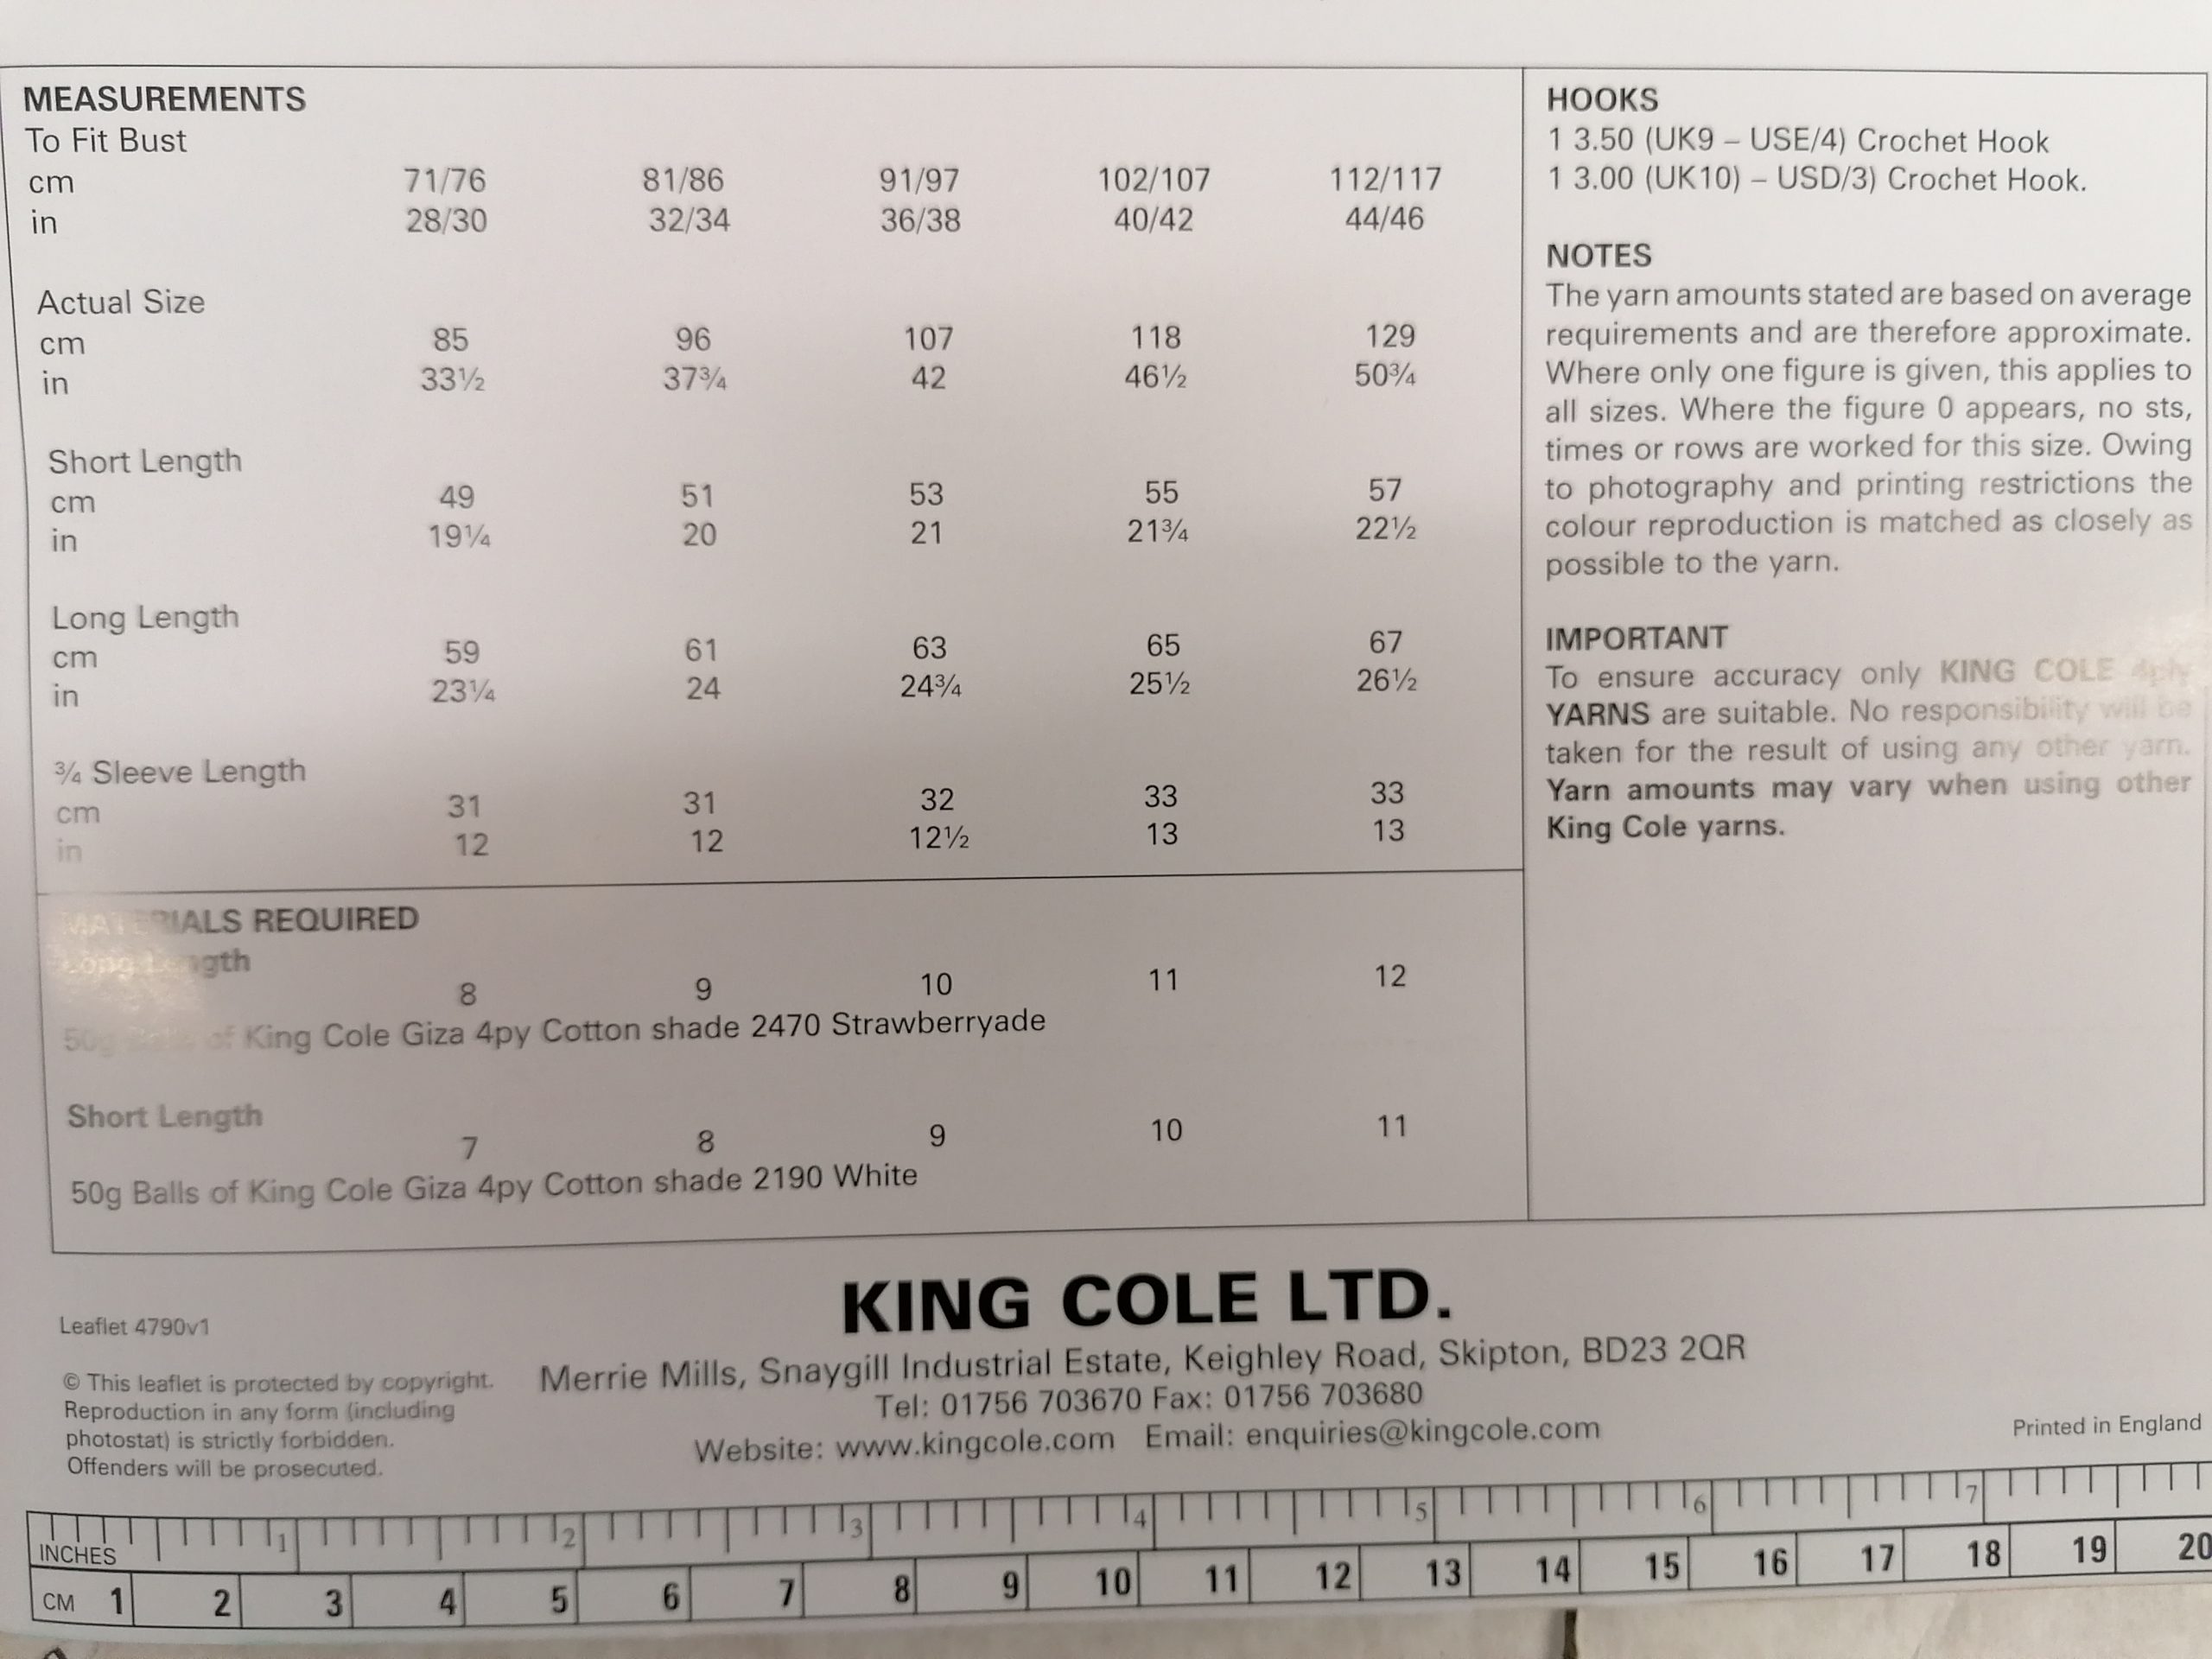 MEASUREMENTS
To Fit Bust
cm 71/76 81/86 91/97 102/107 112/117
in 28/30 32/34 36/38 40/42 44/46
Actual Size
cm 85 96 107 118 129
in 33½ 37¾ 42 46½ 50¾
Short Length
cm 49 51 53 55 57
in 19¼ 20 21 21¾ 22½
Long Length
cm 59 61 63 65 67
in 23¼ 24 24¾ 25½ 26½
¾ Sleeve Length
cm 31 31 32 33 33
in 12 12 12½ 13 13
MATERIALS REQUIRED
Long Length
8 9 10 11 12
50g Balls of King Cole Giza 4py Cotton shade 2470 Strawberryade
Short Length
7 8 9 10 11
50g Balls of King Cole Giza 4py Cotton shade 2190 White
HOOKS
1 3.50 (UK9 – USE/4) Crochet Hook
1 3.00 (UK10) – USD/3) Crochet Hook.
NOTES
The yarn amounts stated are based on average
requirements and are therefore approximate.
Where only one figure is given, this applies to
all sizes. Where the figure 0 appears, no sts,
times or rows are worked for this size. Owing
to photography and printing restrictions the
colour reproduction is matched as closely as
possible to the yarn.
IMPORTANT
To ensure accuracy only KING COLE 4ply
YARNS are suitable. No responsibility will be
taken for the result of using any other yarn.
Yarn amounts may vary when using other
King Cole yarns.
KING COLE LTD.
Merrie Mills, Snaygill Industrial Estate, Keighley Road, Skipton, BD23 2QR
Tel: 01756 703670 Fax: 01756 703680
Website: www.kingcole.com Email: enquiries@kingcole.com
Leaflet 4790v1
© This leaflet is protected by copyright.
Reproduction in any form (including
photostat) is strictly forbidden.
Offenders will be prosecuted.
Printed in England
INCHES 1 2 3 4 5 6 7
CM 1 2 3 4 5 6 7 8 9 10 11 12 13 14 15 16 17 18 19 20